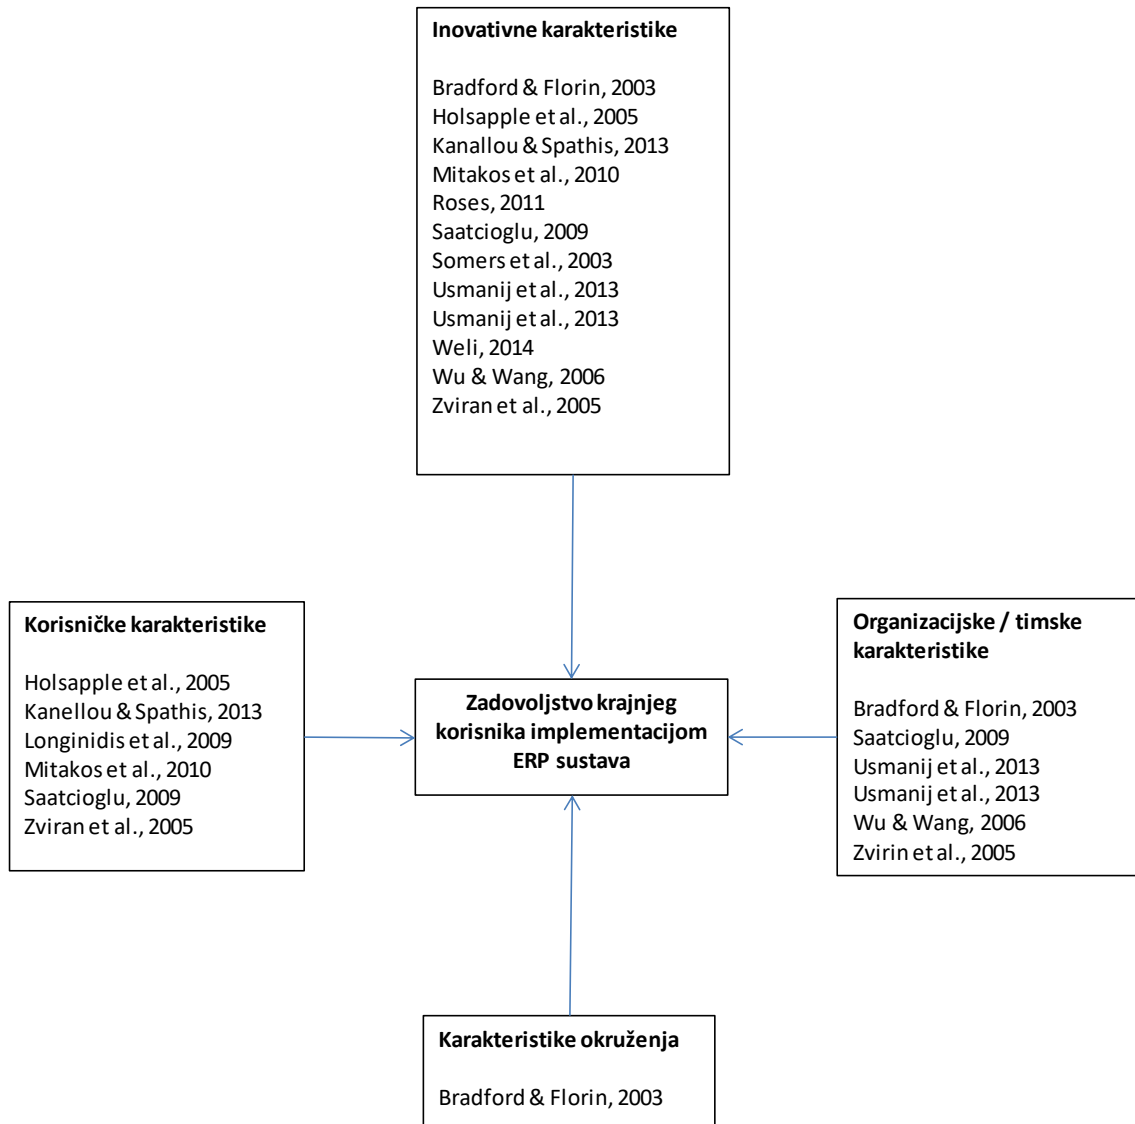 Inovativne karakteristike
Bradford & Florin, 2003
Holsapple et al., 2005
Kanallou & Spathis, 2013
Mitakos et al., 2010
Roses, 2011
Saatcioglu, 2009
Somers et al., 2003
Usmanij et al., 2013
Usmanij et al., 2013
Weli, 2014
Wu & Wang, 2006
Zviran et al., 2005
Korisničke karakteristike
Holsapple et al., 2005
Kanellou & Spathis, 2013
Longinidis et al., 2009
Mitakos et al., 2010
Saatcioglu, 2009
Zviran et al., 2005
Zadovoljstvo krajnjeg
korisnika implementacijom
ERP sustava
Organizacijske / timske
karakteristike
Bradford & Florin, 2003
Saatcioglu, 2009
Usmanij et al., 2013
Usmanij et al., 2013
Wu & Wang, 2006
Zvirin et al., 2005
Karakteristike okruženja
Bradford & Florin, 2003